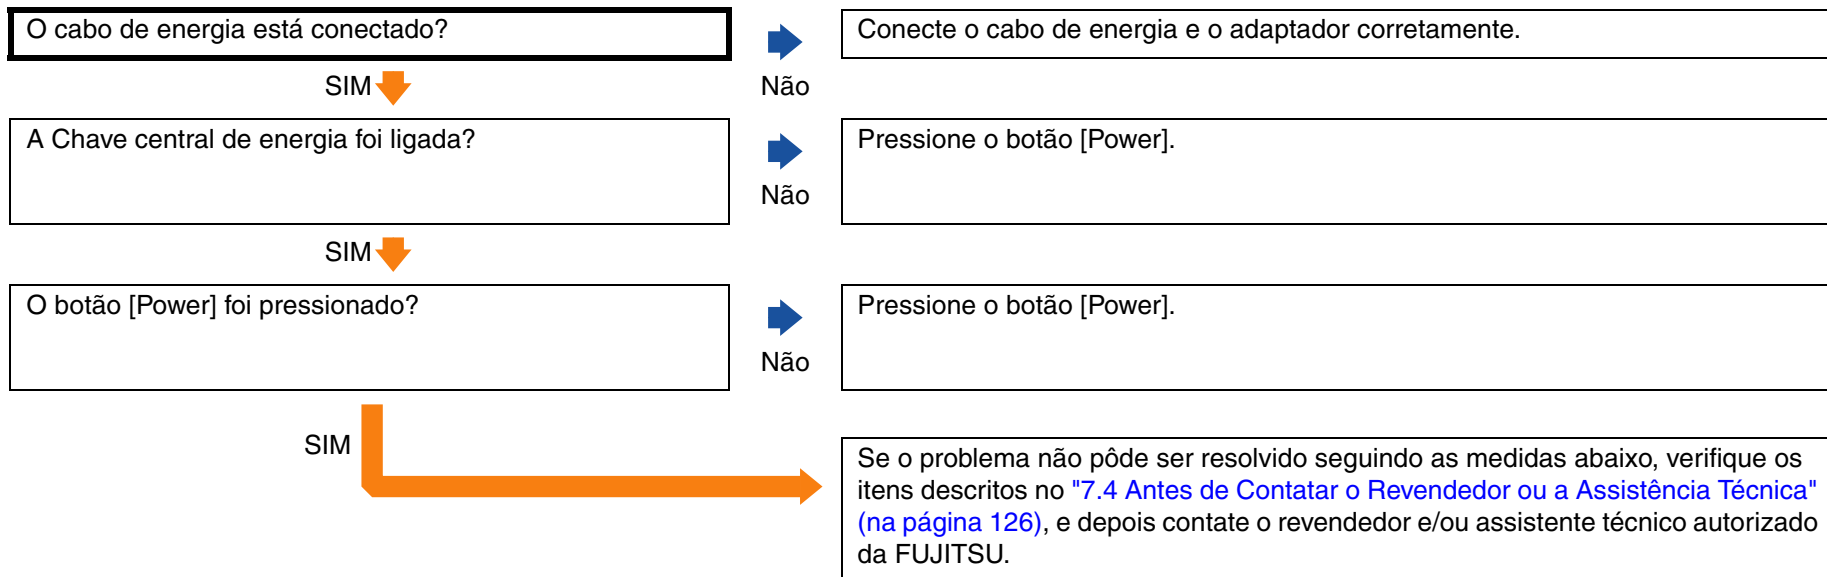 O cabo de energia está conectado?
Conecte o cabo de energia e o adaptador corretamente.
SIM
Não
A Chave central de energia foi ligada?
Pressione o botão [Power].
Não
SIM
O botão [Power] foi pressionado?
Pressione o botão [Power].
Não
SIM
Se o problema não pôde ser resolvido seguindo as medidas abaixo, verifique os
itens descritos no "7.4 Antes de Contatar o Revendedor ou a Assistência Técnica"
(na página 126), e depois contate o revendedor e/ou assistente técnico autorizado
da FUJITSU.